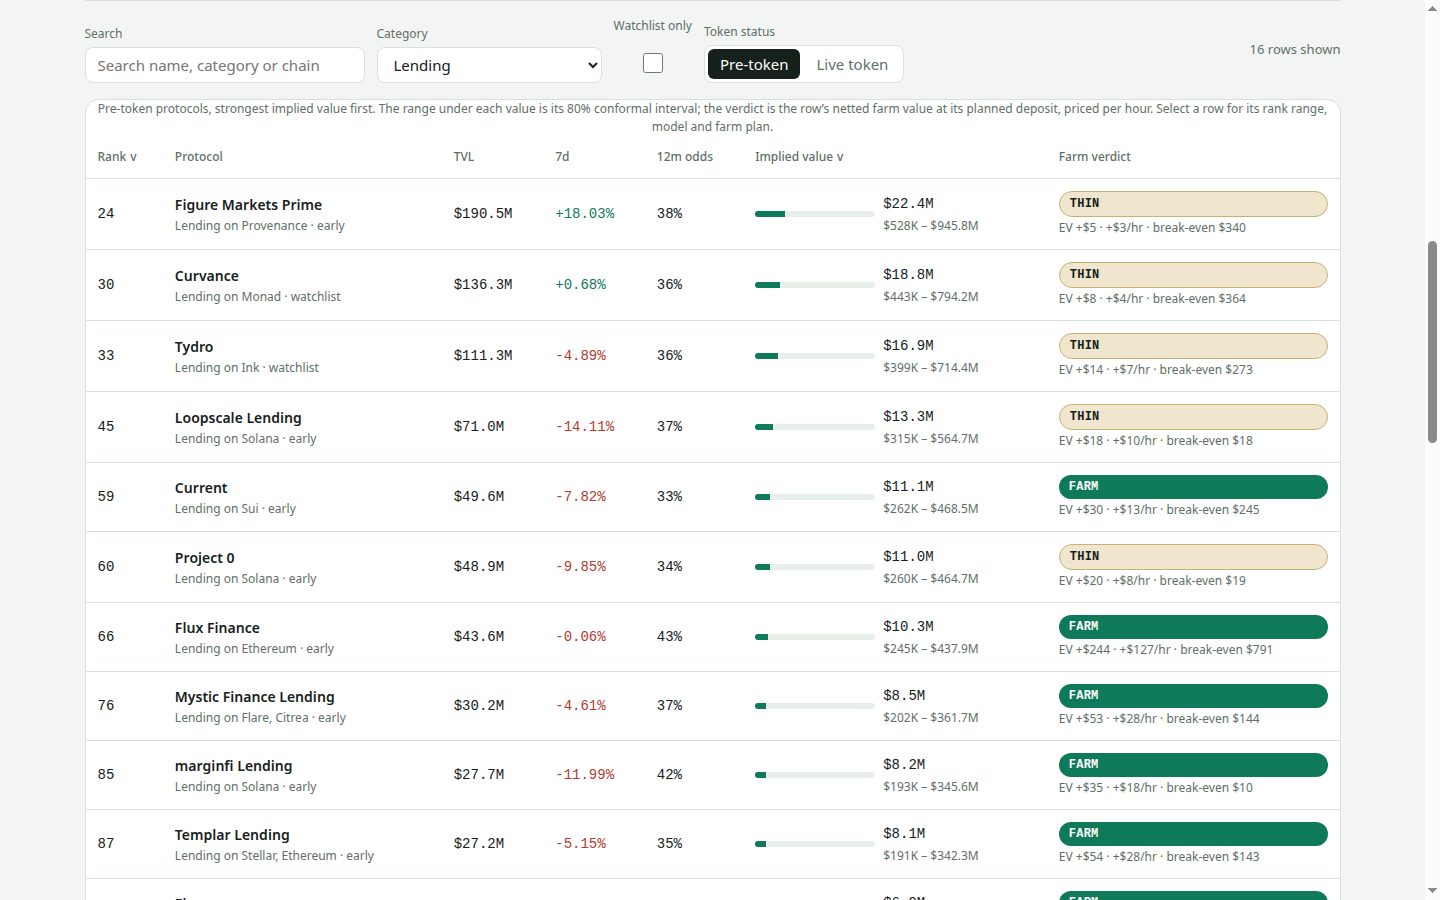 Search
Category
Watchlist only
Token status
Search name, category or chain
Lending
Pre-token
Live token
16 rows shown
Pre-token protocols, strongest implied value first. The range under each value is its 80% conformal interval; the verdict is the row's netted farm value at its planned deposit, priced per hour. Select a row for its rank range,
model and farm plan.
Rank v Protocol TVL 7d 12m odds Implied value v Farm verdict
24 Figure Markets Prime $190.5M +18.03% 38% $22.4M THIN
Lending on Provenance · early $528K – $945.8M EV +$5 · +$3/hr · break-even $340
30 Curvance $136.3M +0.68% 36% $18.8M THIN
Lending on Monad · watchlist $443K – $794.2M EV +$8 · +$4/hr · break-even $364
33 Tydro $111.3M -4.89% 36% $16.9M THIN
Lending on Ink · watchlist $399K – $714.4M EV +$14 · +$7/hr · break-even $273
45 Loopscale Lending $71.0M -14.11% 37% $13.3M THIN
Lending on Solana · early $315K – $564.7M EV +$18 · +$10/hr · break-even $18
59 Current $49.6M -7.82% 33% $11.1M FARM
Lending on Sui · early $262K – $468.5M EV +$30 · +$13/hr · break-even $245
60 Project 0 $48.9M -9.85% 34% $11.0M THIN
Lending on Solana · early $260K – $464.7M EV +$20 · +$8/hr · break-even $19
66 Flux Finance $43.6M -0.06% 43% $10.3M FARM
Lending on Ethereum · early $245K – $437.9M EV +$244 · +$127/hr · break-even $791
76 Mystic Finance Lending $30.2M -4.61% 37% $8.5M FARM
Lending on Flare, Citrea · early $202K – $361.7M EV +$53 · +$28/hr · break-even $144
85 marginfi Lending $27.7M -11.99% 42% $8.2M FARM
Lending on Solana · early $193K – $345.6M EV +$35 · +$18/hr · break-even $10
87 Templar Lending $27.2M -5.15% 35% $8.1M FARM
Lending on Stellar, Ethereum · early $191K – $342.3M EV +$54 · +$28/hr · break-even $143